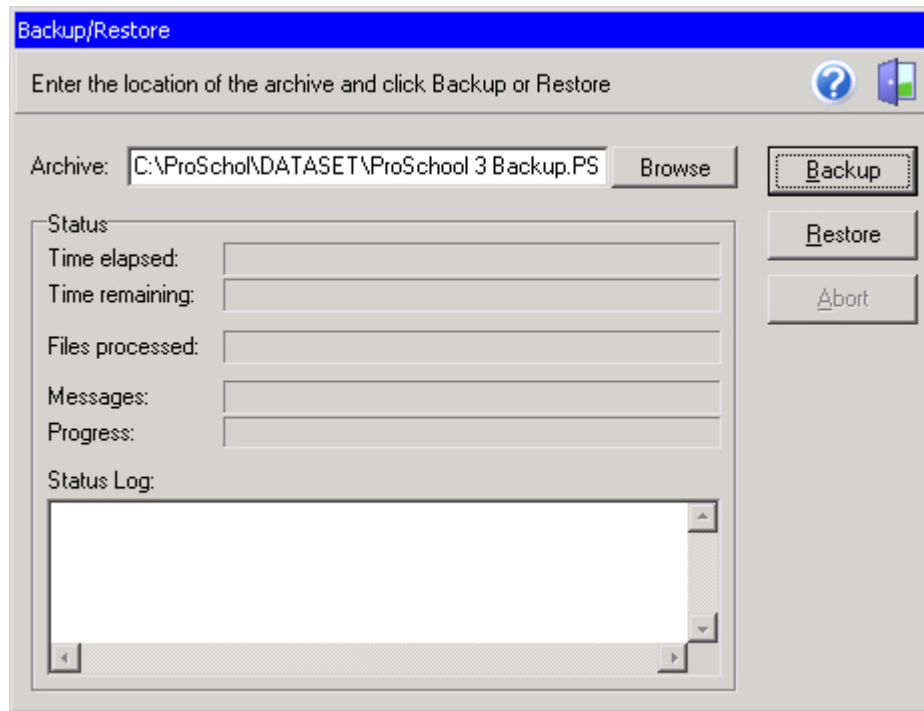 Backup/Restore
Enter the location of the archive and click Backup or Restore
?
Archive: C:\ProSchol\DATASET\ProSchool 3 Backup.PS Browse Backup
Status
Restore
Time elapsed:
Time remaining:
Abort
Files processed:
Messages:
Progress:
Status Log: